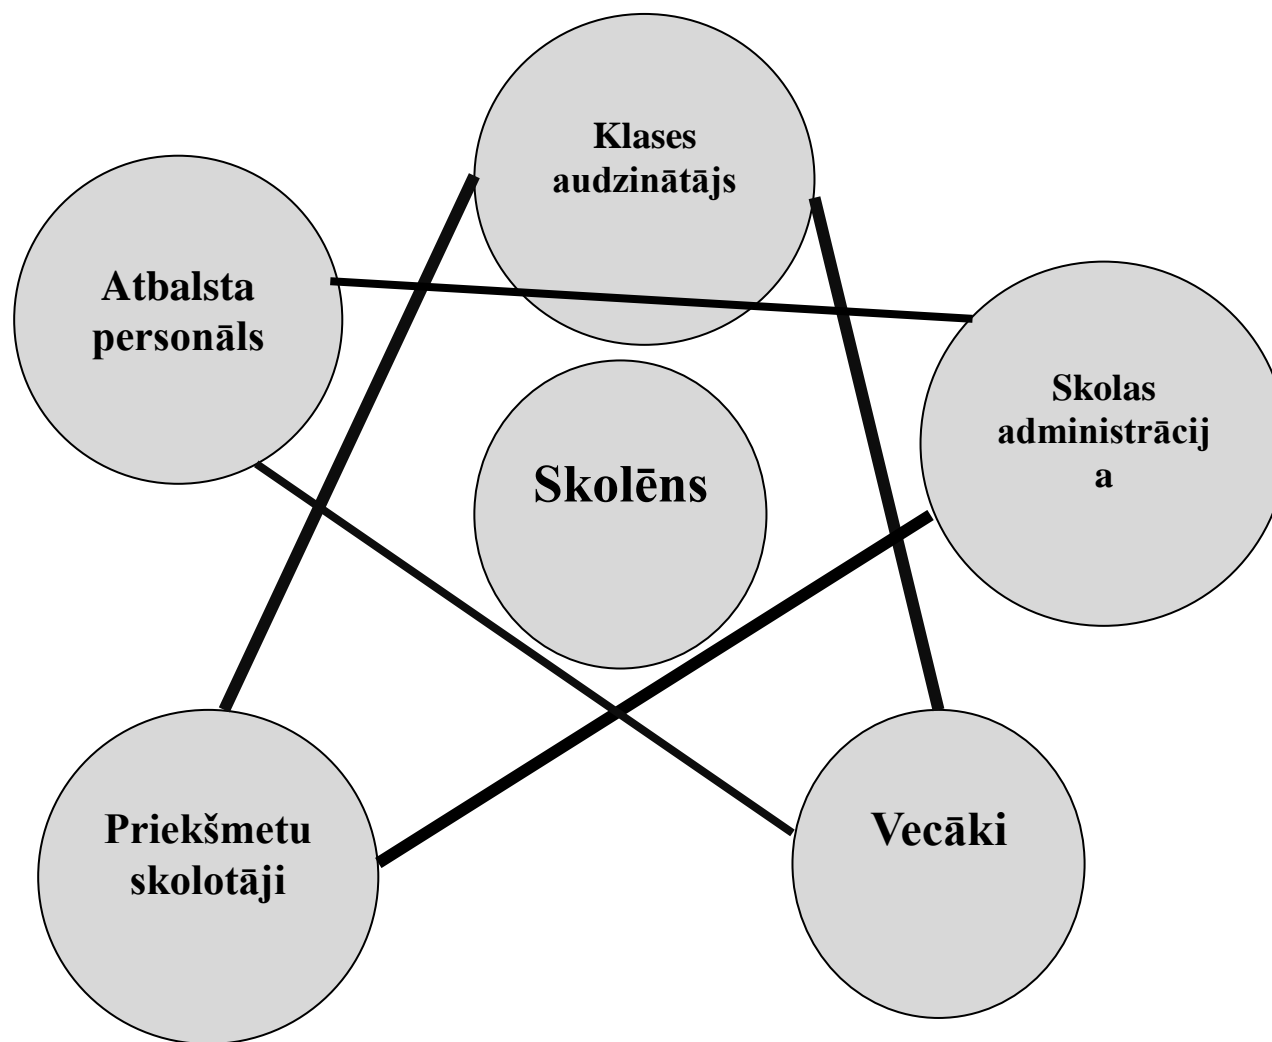 Klases
audzinātājs
Atbalsta
personāls
Skolas
administrācij
a
Skolēns
Priekšmetu
skolotāji
Vecāki